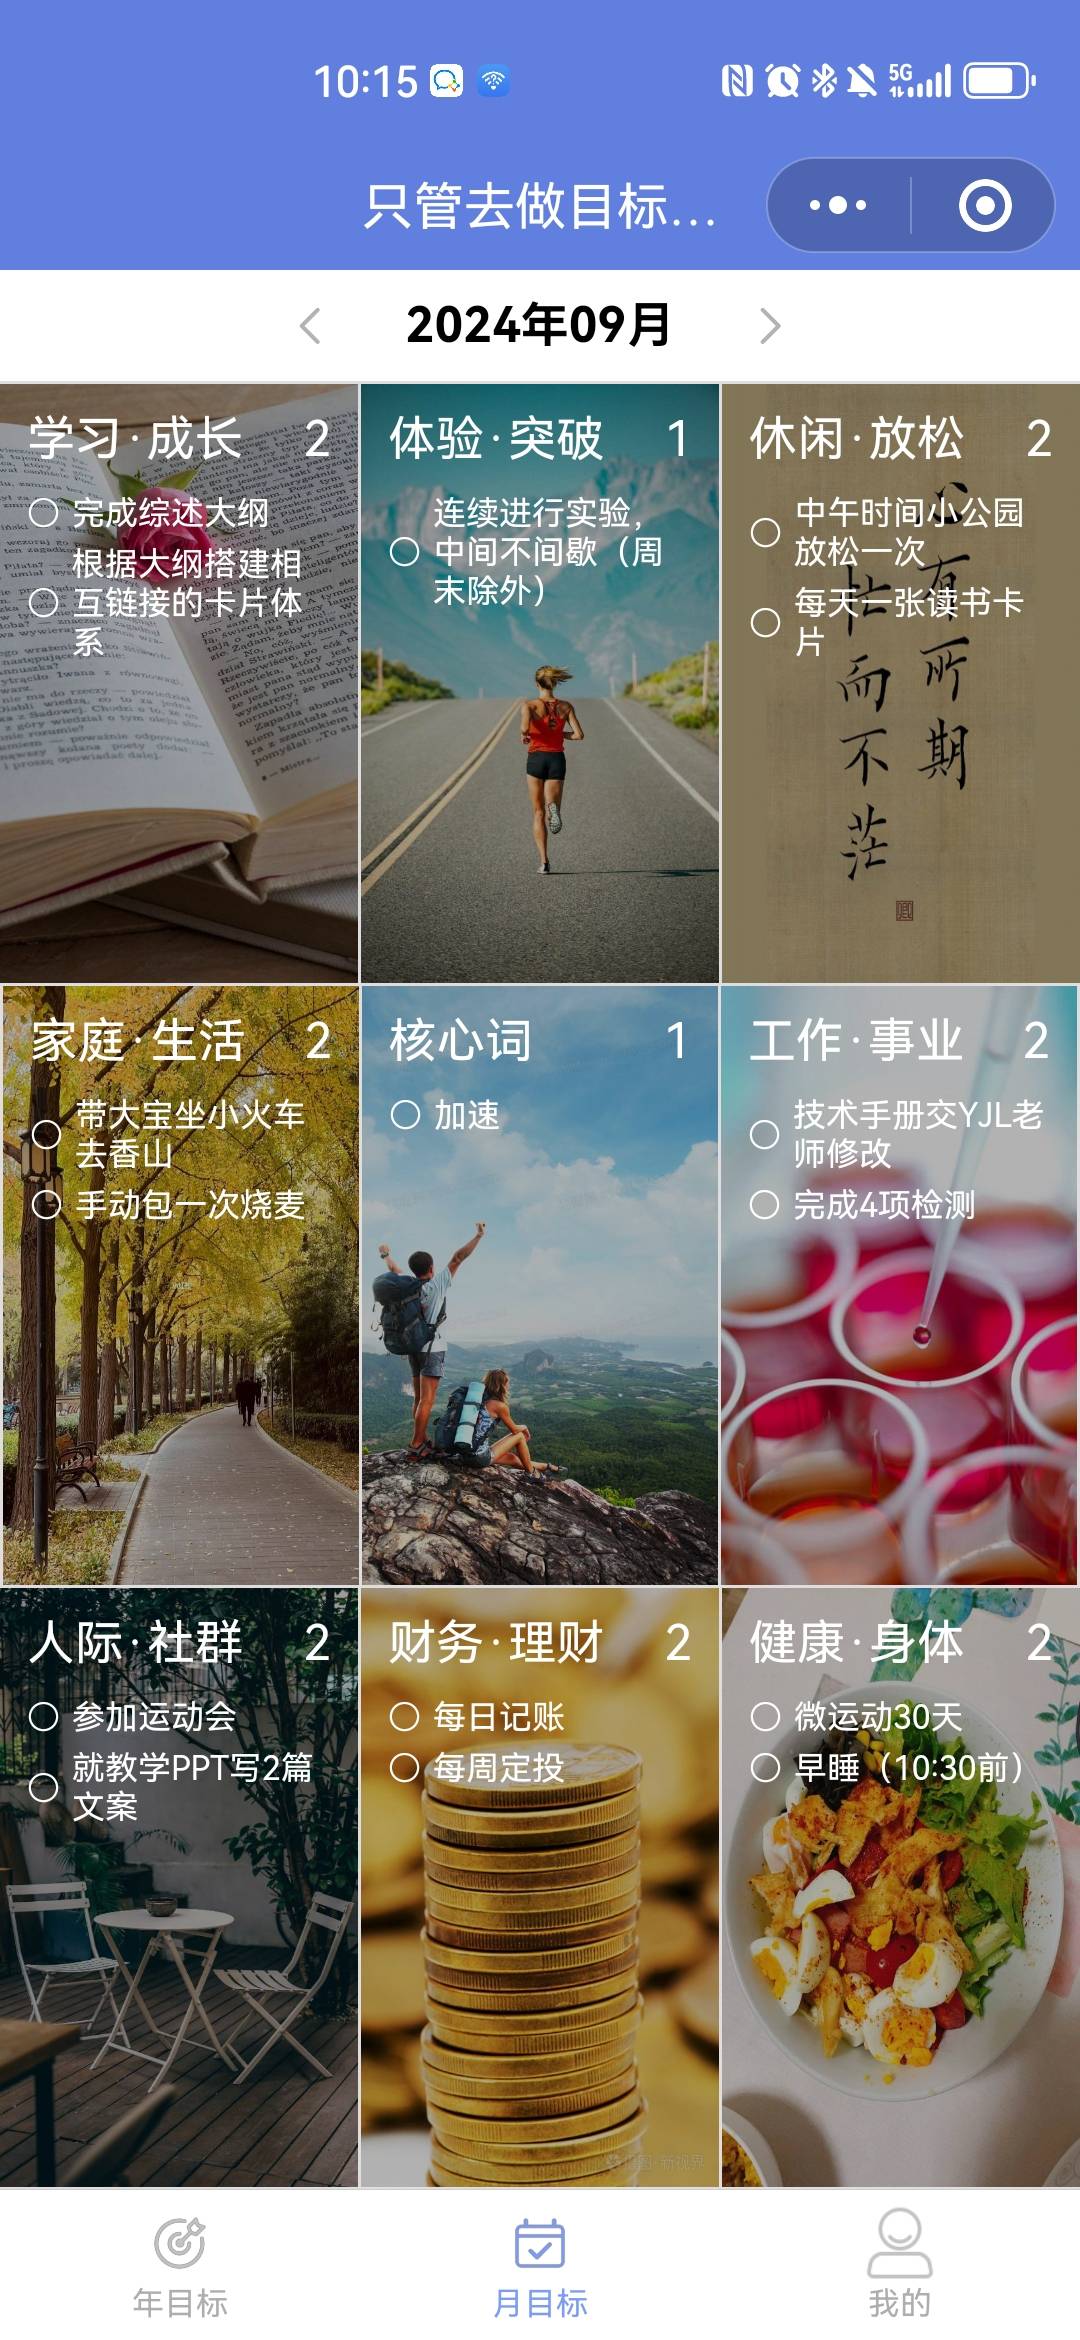 10:15
5G
只管去做目标...
2024年09月
学习·成长 2
完成综述大纲
根据大纲搭建相
互链接的卡片体
系
体验·突破 1
连续进行实验，
中间不间歇（周
末除外）
休闲·放松 2
中午时间小公园
放松一次
每天一张读书卡
片
心有所期
忙而不茫
家庭·生活 2
带大宝坐小火车
去香山
手动包一次烧麦
核心词 1
加速
工作·事业 2
技术手册交YJL老
师修改
完成4项检测
人际·社群 2
参加运动会
就教学PPT写2篇
文案
财务·理财 2
每日记账
每周定投
健康·身体 2
微运动30天
早睡（10:30前）
年目标
月目标
我的